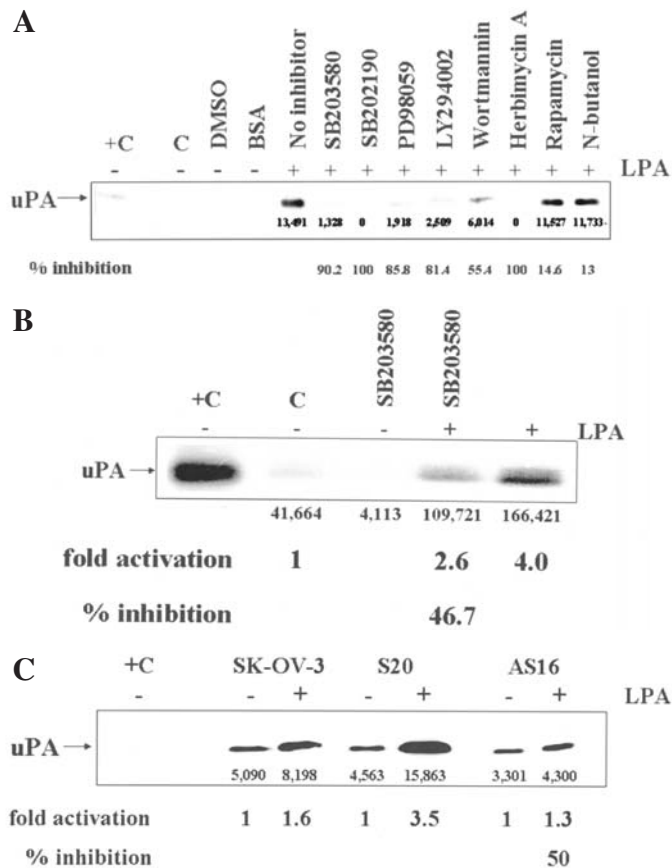 A
+C C DMSO BSA No inhibitor SB203580 SB202190 PD98059 LY294002 Wortmannin Herbimycin A Rapamycin N-butanol
- - - - + + + + + + + + + LPA
uPA
13,491 1,328 0 1,918 2,509 6,014 0 11,527 11,733
% inhibition 90.2 100 85.8 81.4 55.4 100 14.6 13
B
+C C SB203580 SB203580
- - - + + LPA
uPA
41,664 4,113 109,721 166,421
fold activation 1 2.6 4.0
% inhibition 46.7
C
+C SK-OV-3 S20 AS16
- - + - + - + LPA
uPA
5,090 8,198 4,563 15,863 3,301 4,300
fold activation 1 1.6 1 3.5 1 1.3
% inhibition 50